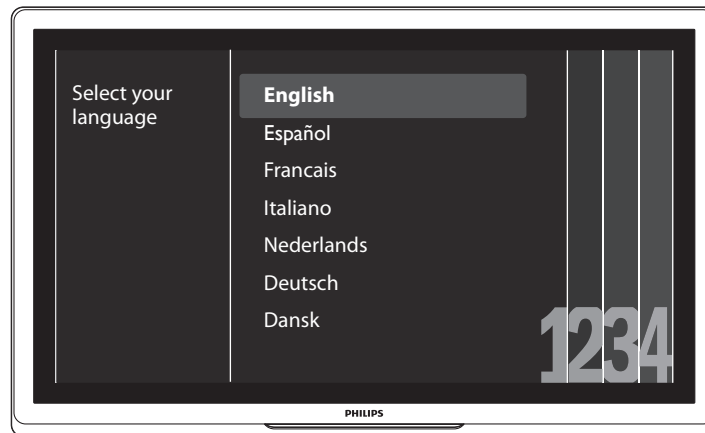 Select your
language
English
Español
Francais
Italiano
Nederlands
Deutsch
Dansk
1234
PHILIPS